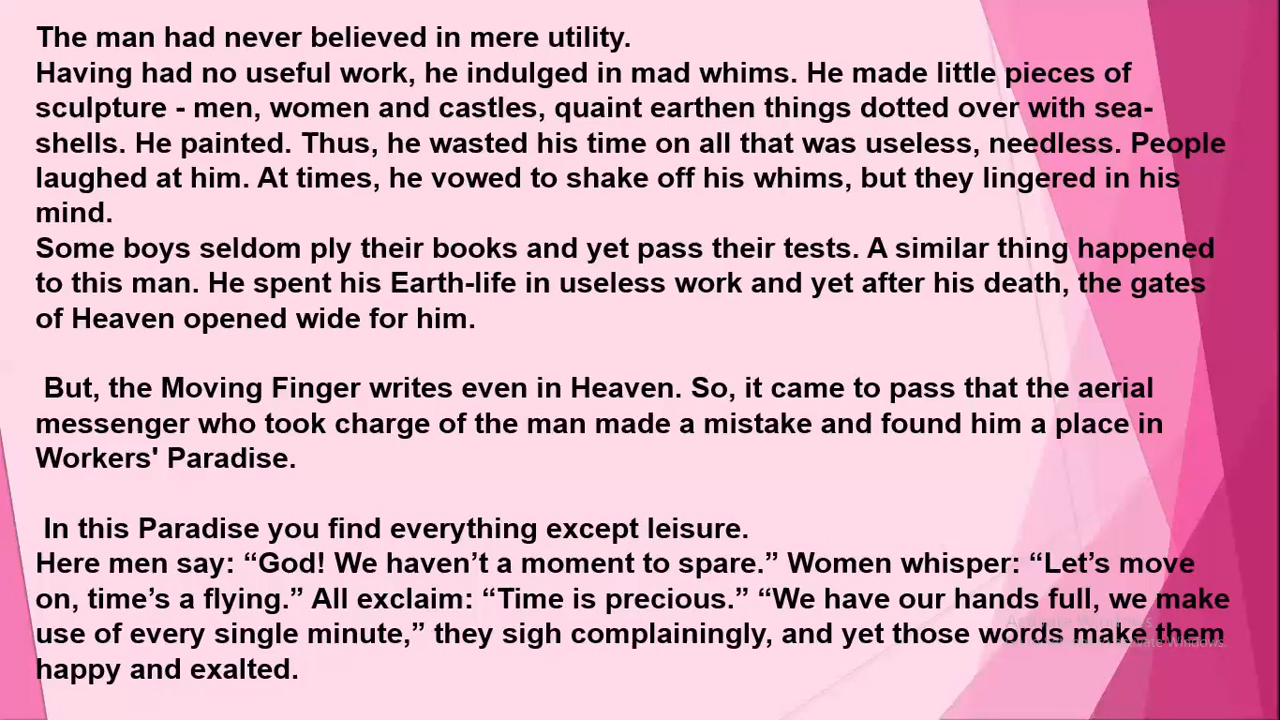 The man had never believed in mere utility.
Having had no useful work, he indulged in mad whims. He made little pieces of
sculpture - men, women and castles, quaint earthen things dotted over with sea-
shells. He painted. Thus, he wasted his time on all that was useless, needless. People
laughed at him. At times, he vowed to shake off his whims, but they lingered in his
mind.
Some boys seldom ply their books and yet pass their tests. A similar thing happened
to this man. He spent his Earth-life in useless work and yet after his death, the gates
of Heaven opened wide for him.
But, the Moving Finger writes even in Heaven. So, it came to pass that the aerial
messenger who took charge of the man made a mistake and found him a place in
Workers' Paradise.
In this Paradise you find everything except leisure.
Here men say: “God! We haven’t a moment to spare.” Women whisper: “Let’s move
on, time’s a flying.” All exclaim: “Time is precious.” “We have our hands full, we make
use of every single minute,” they sigh complainingly, and yet those words make them
happy and exalted.
Activate Windows
Activate Windows.